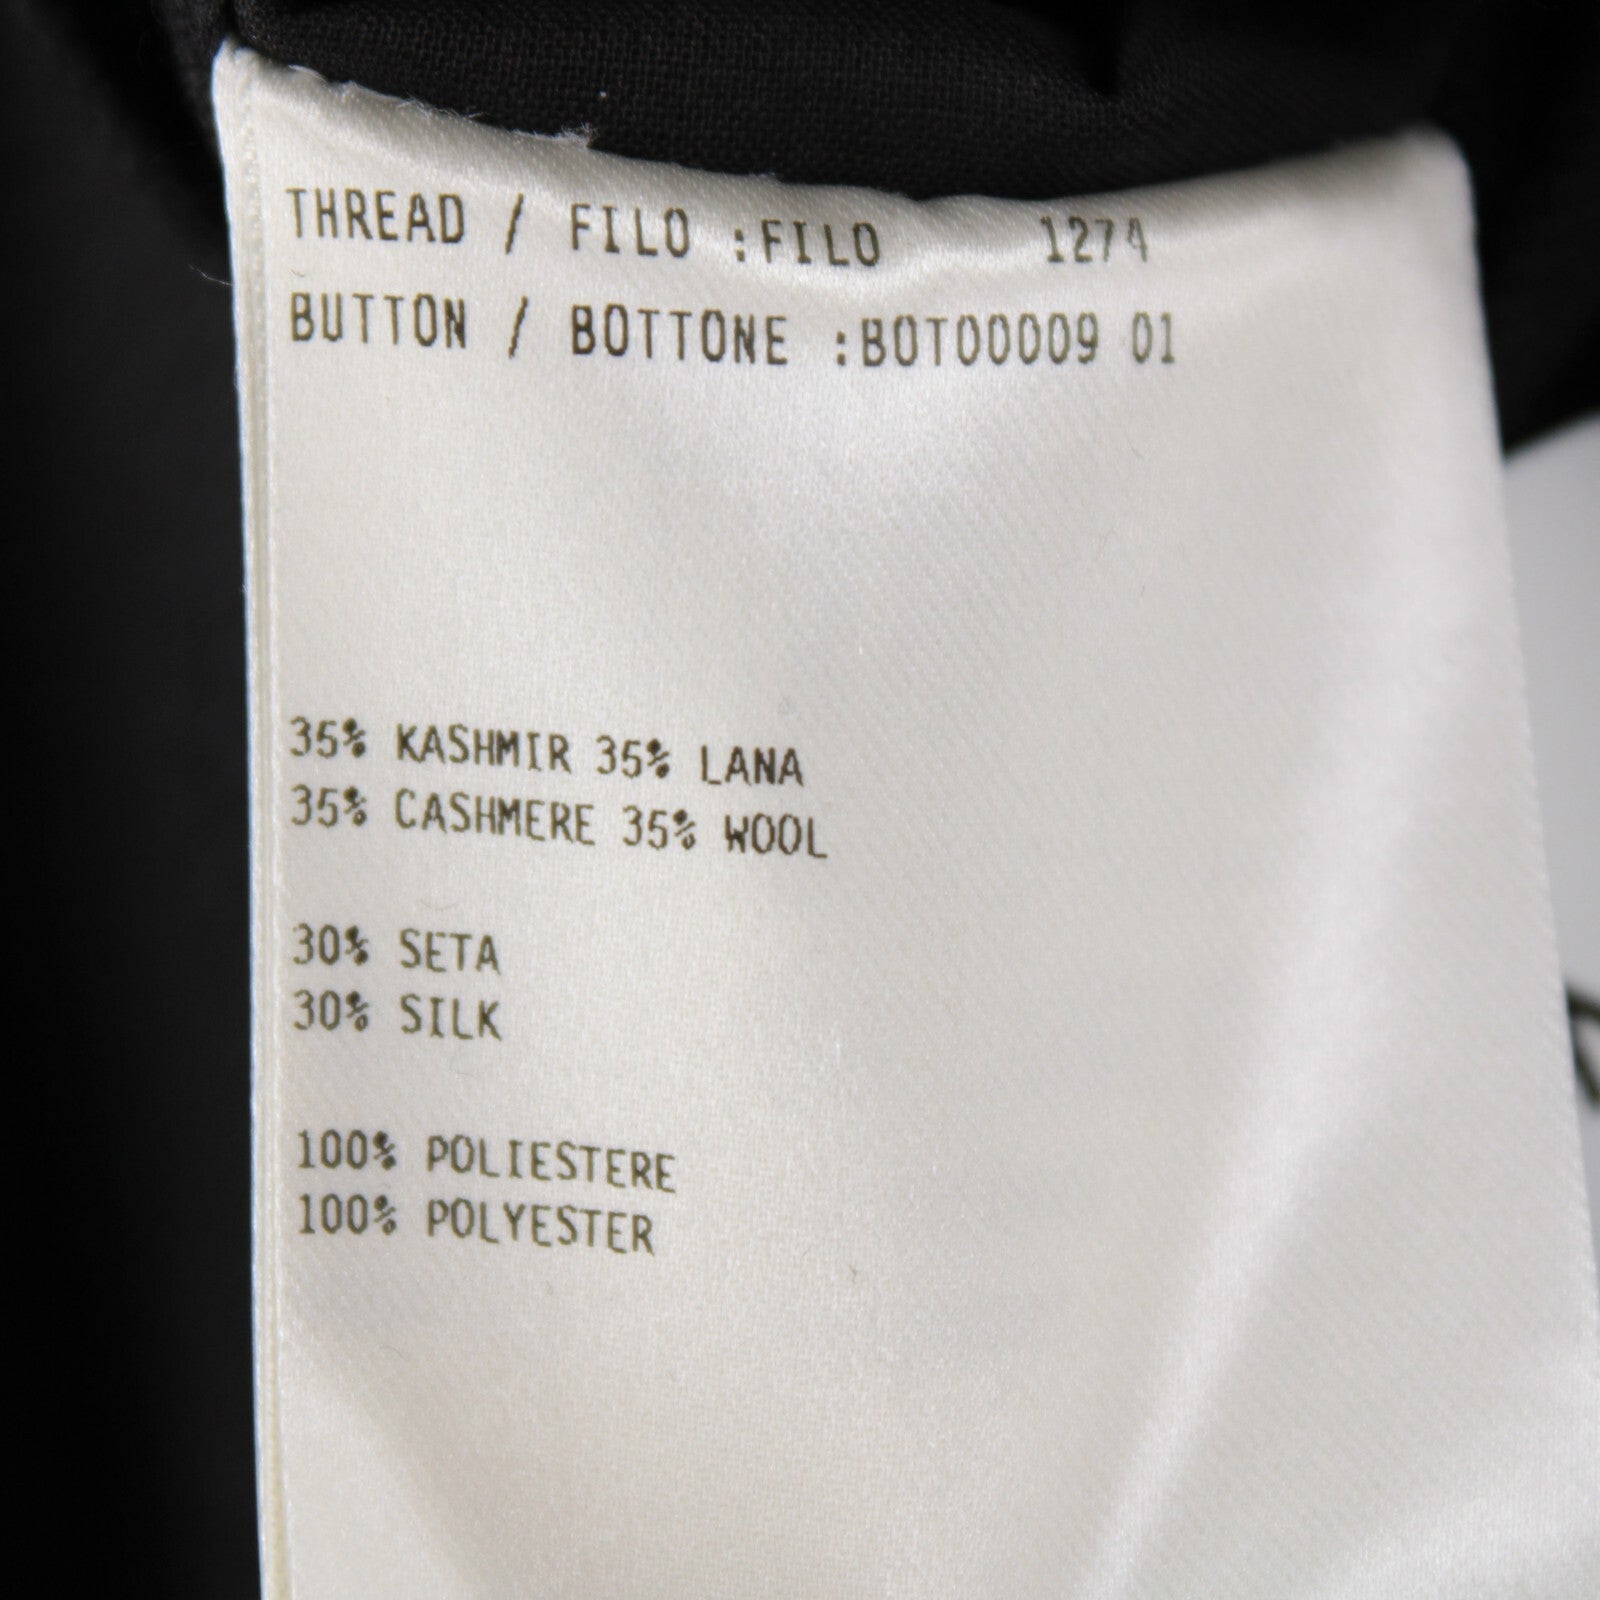 THREAD / FILO :FILO 1274
BUTTON / BOTTONE :BOT00009 01
35% KASHMIR 35% LANA
35% CASHMERE 35% WOOL
30% SETA
30% SILK
100% POLIESTERE
100% POLYESTER